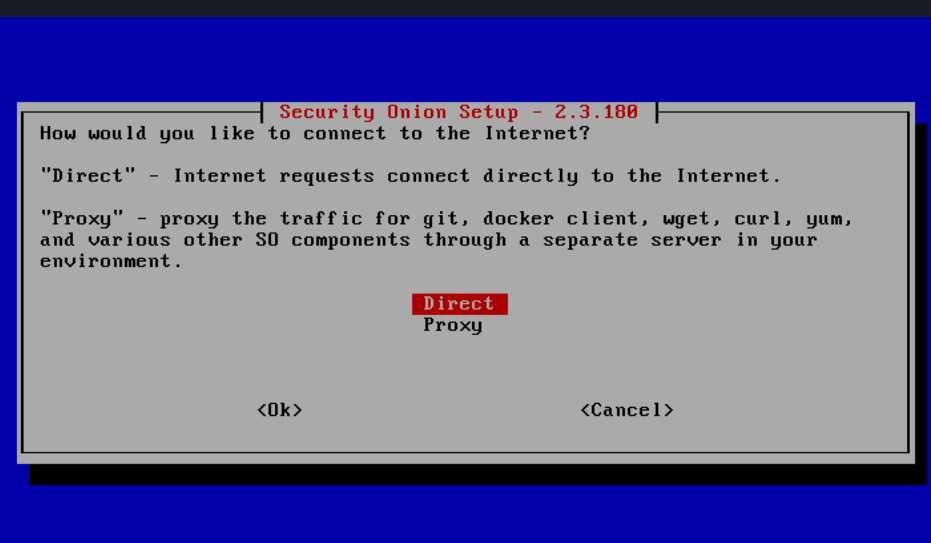 Security Onion Setup - 2.3.180
How would you like to connect to the Internet?
"Direct" - Internet requests connect directly to the Internet.
"Proxy" - proxy the traffic for git, docker client, wget, curl, yum,
and various other SO components through a separate server in your
environment.
Direct
Proxy
<Ok> <Cancel>